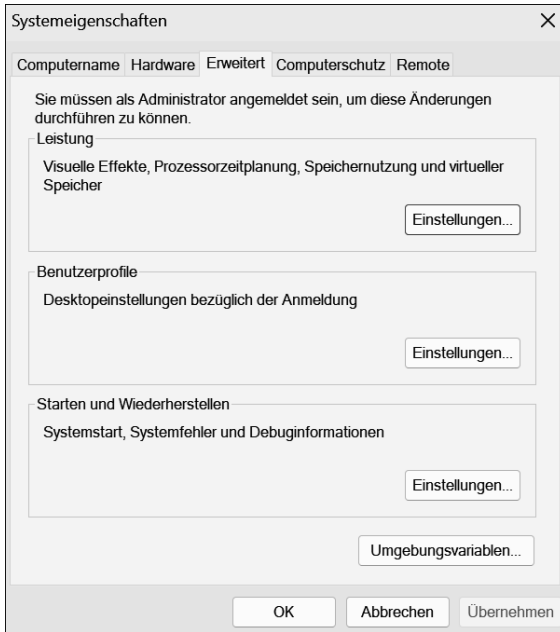 Systemeigenschaften
Computername Hardware Erweitert Computerschutz Remote
Sie müssen als Administrator angemeldet sein, um diese Änderungen
durchführen zu können.
Leistung
Visuelle Effekte, Prozessorzeitplanung, Speichernutzung und virtueller
Speicher
Einstellungen...
Benutzerprofile
Desktopeinstellungen bezüglich der Anmeldung
Einstellungen...
Starten und Wiederherstellen
Systemstart, Systemfehler und Debuginformationen
Einstellungen...
Umgebungsvariablen...
OK Abbrechen Übernehmen